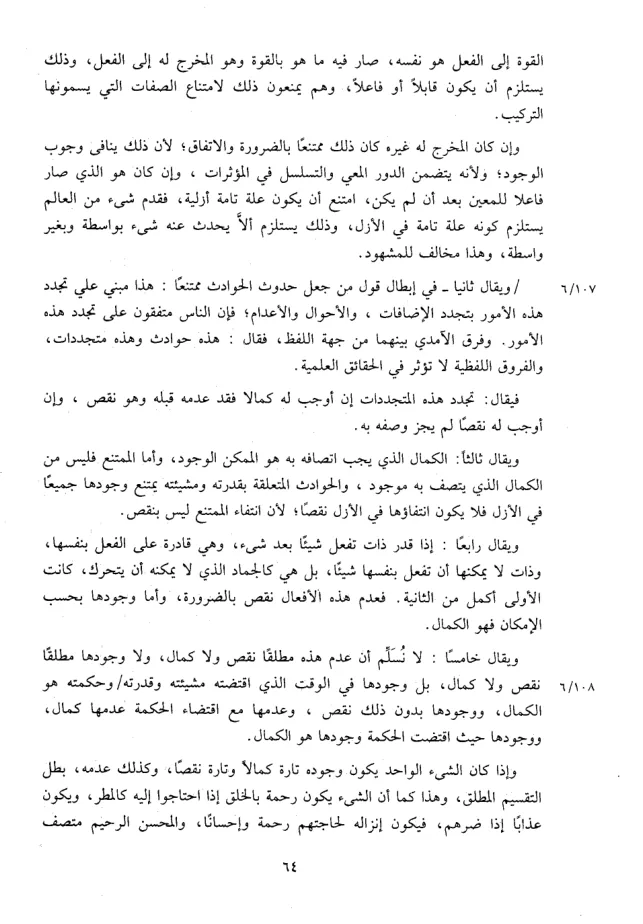 القوة إلى الفعل هو نفسه، صار فيه ما هو بالقوة وهو المخرج له إلى الفعل، وذلك
يستلزم أن يكون قابلاً أو فاعلاً، وهم يمنعون ذلك لامتناع الصفات التي يسمونها
التركيب.
وإن كان المخرج له غيره كان ذلك ممتنعًا بالضرورة والاتفاق؛ لأن ذلك ينافى وجوب
الوجود؛ ولأنه يتضمن الدور المعي والتسلسل في المؤثرات ، وإن كان هو الذي صار
فاعلا للمعين بعد أن لم يكن، امتنع أن يكون علة تامة أزلية، فقدم شىء من العالم
يستلزم كونه علة تامة في الأزل، وذلك يستلزم ألاَّ يحدث عنه شىء بواسطة وبغير
واسطة، وهذا مخالف للمشهود.
٦/١٠٧ / ويقال ثانيا ـ في إبطال قول من جعل حدوث الحوادث ممتنعًا : هذا مبني علي تجدد
هذه الأمور بتجدد الإضافات ، والأحوال والأعدام؛ فإن الناس متفقون على تجدد هذه
الأمور. وفرق الآمدي بينهما من جهة اللفظ، فقال : هذه حوادث وهذه متجددات،
والفروق اللفظية لا تؤثر في الحقائق العلمية.
فيقال: تجدد هذه المتجددات إن أوجب له كمالا فقد عدمه قبله وهو نقص ، وإن
أوجب له نقصًا لم يجز وصفه به.
ويقال ثالثاً: الكمال الذي يجب اتصافه به هو الممكن الوجود، وأما الممتنع فليس من
الكمال الذي يتصف به موجود ، والحوادث المتعلقة بقدرته ومشيئته يمتنع وجودها جميعًا
في الأزل فلا يكون انتفاؤها في الأزل نقصًا؛ لأن انتفاء الممتنع ليس بنقص.
ويقال رابعًا : إذا قدر ذات تفعل شيئًا بعد شىء، وهي قادرة على الفعل بنفسها،
وذات لا يمكنها أن تفعل بنفسها شيئًا، بل هي كالجماد الذي لا يمكنه أن يتحرك، كانت
الأولى أكمل من الثانية. فعدم هذه الأفعال نقص بالضرورة، وأما وجودها بحسب
الإمكان فهو الكمال.
ويقال خامسًا : لا نُسَلِّم أن عدم هذه مطلقًا نقص ولا كمال، ولا وجودها مطلقًا
٦/١٠٨ نقص ولا كمال، بل وجودها في الوقت الذي اقتضته مشيئته وقدرته/ وحكمته هو
الكمال، ووجودها بدون ذلك نقص ، وعدمها مع اقتضاء الحكمة عدمها كمال،
ووجودها حيث اقتضت الحكمة وجودها هو الكمال.
وإذا كان الشىء الواحد يكون وجوده تارة كمالاً وتارة نقصًا، وكذلك عدمه، بطل
التقسيم المطلق، وهذا كما أن الشىء يكون رحمة بالخلق إذا احتاجوا إليه كالمطر، ويكون
عذابًا إذا ضرهم، فيكون إنزاله لحاجتهم رحمة وإحسانًا، والمحسن الرحيم متصف
٦٤